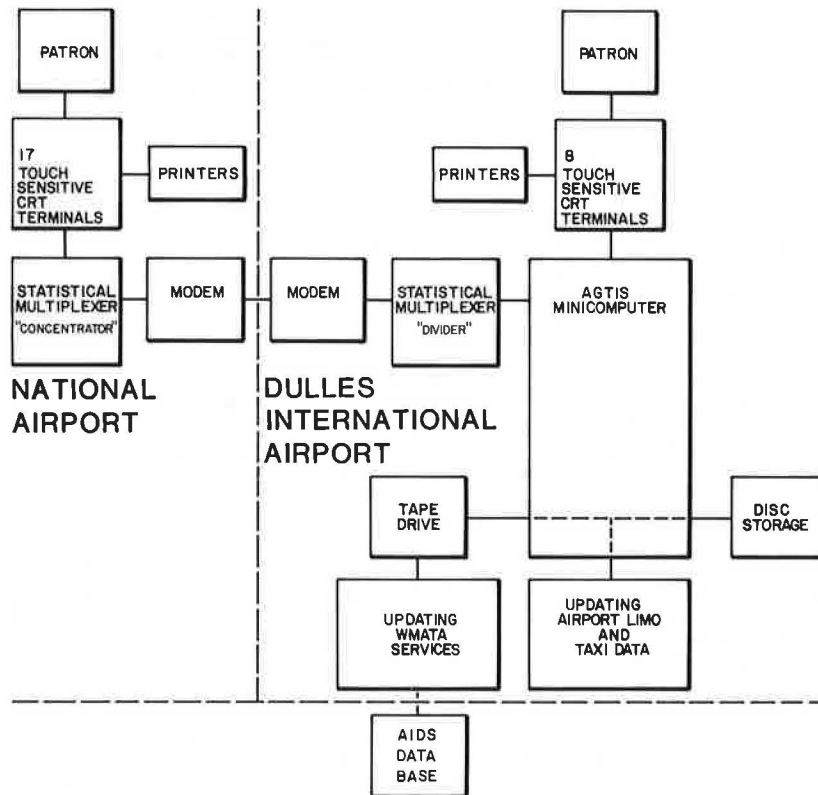 PATRON
17
TOUCH
SENSITIVE
CRT
TERMINALS
PRINTERS
STATISTICAL
MULTIPLEXER
"CONCENTRATOR"
MODEM
NATIONAL
AIRPORT
PATRON
PRINTERS
8
TOUCH
SENSITIVE
CRT
TERMINALS
MODEM
STATISTICAL
MULTIPLEXER
"DIVIDER"
AGTIS
MINICOMPUTER
DULLES
INTERNATIONAL
AIRPORT
TAPE
DRIVE
DISC
STORAGE
UPDATING
WMATA
SERVICES
UPDATING
AIRPORT LIMO
AND
TAXI DATA
AIDS
DATA
BASE